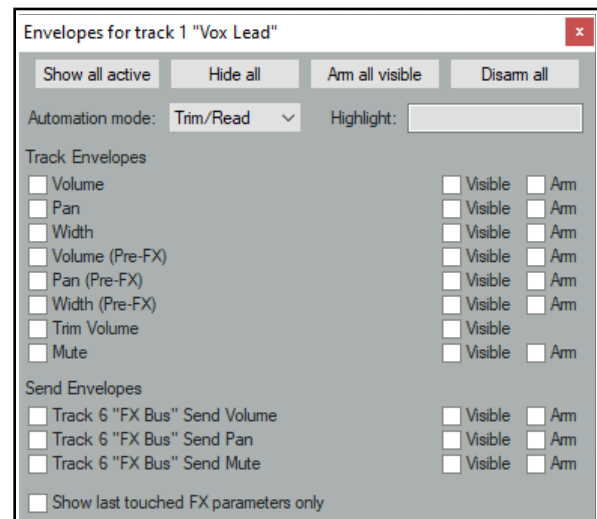 Envelopes for track 1 "Vox Lead" x
Show all active Hide all Arm all visible Disarm all
Automation mode: Trim/Read Highlight:
Track Envelopes
Volume Visible Arm
Pan Visible Arm
Width Visible Arm
Volume (Pre-FX) Visible Arm
Pan (Pre-FX) Visible Arm
Width (Pre-FX) Visible Arm
Trim Volume Visible
Mute Visible Arm
Send Envelopes
Track 6 "FX Bus" Send Volume Visible Arm
Track 6 "FX Bus" Send Pan Visible Arm
Track 6 "FX Bus" Send Mute Visible Arm
Show last touched FX parameters only